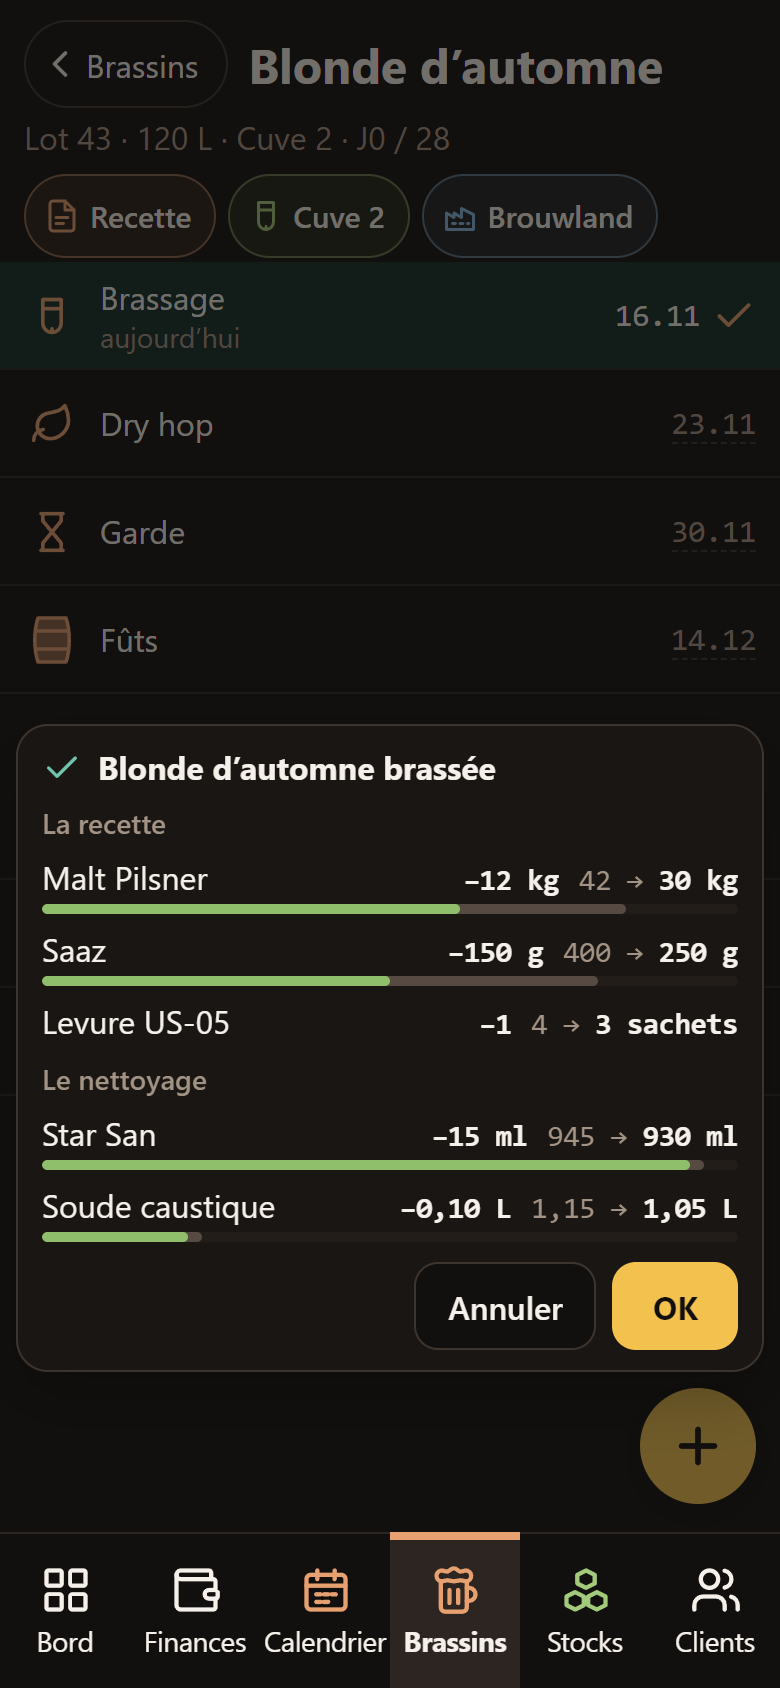 Brassins Blonde d’automne
Lot 43 · 120 L · Cuve 2 · J0 / 28
Recette Cuve 2 Brouwland
Brassage 16.11
aujourd’hui
Dry hop 23.11
Garde 30.11
Fûts 14.12
Blonde d’automne brassée
La recette
Malt Pilsner −12 kg 42 → 30 kg
Saaz −150 g 400 → 250 g
Levure US-05 −1 4 → 3 sachets
Le nettoyage
Star San −15 ml 945 → 930 ml
Soude caustique −0,10 L 1,15 → 1,05 L
Annuler OK
Bord Finances Calendrier Brassins Stocks Clients